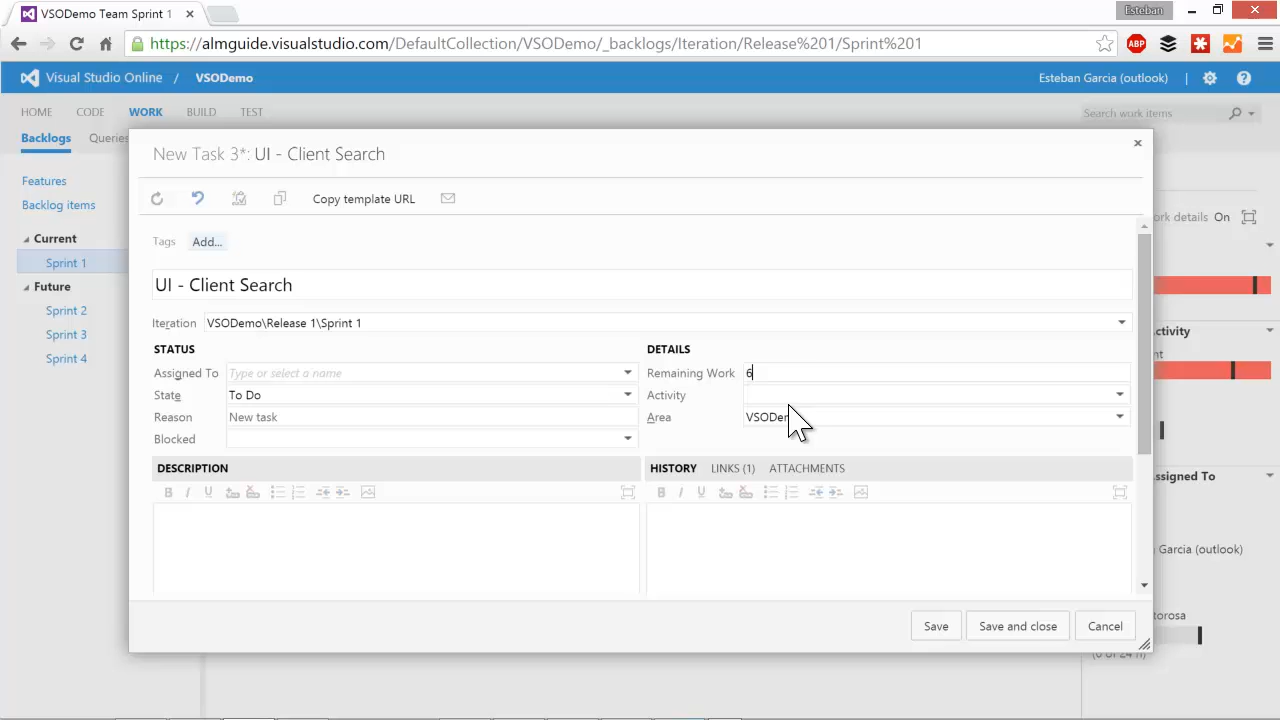 VSODemo Team Sprint 1
Esteban
https://almguide.visualstudio.com/DefaultCollection/VSODemo/_backlogs/Iteration/Release%201/Sprint%201
ABP
Visual Studio Online / VSODemo
Esteban Garcia (outlook)
HOME CODE WORK BUILD TEST
Search work items
Backlogs Queries
New Task 3*: UI - Client Search
Features
Copy template URL
Backlog items
ork details On
Current
Tags Add...
Sprint 1
Future
UI - Client Search
Sprint 2
Iteration VSODemo\Release 1\Sprint 1
ctivity
Sprint 3
STATUS DETAILS
nt
Sprint 4
Assigned To Type or select a name Remaining Work 6
State To Do Activity
Reason New task Area VSODem
Blocked
DESCRIPTION HISTORY LINKS (1) ATTACHMENTS
ssigned To
B I U B I U
Garcia (outlook)
torosa
Save Save and close Cancel